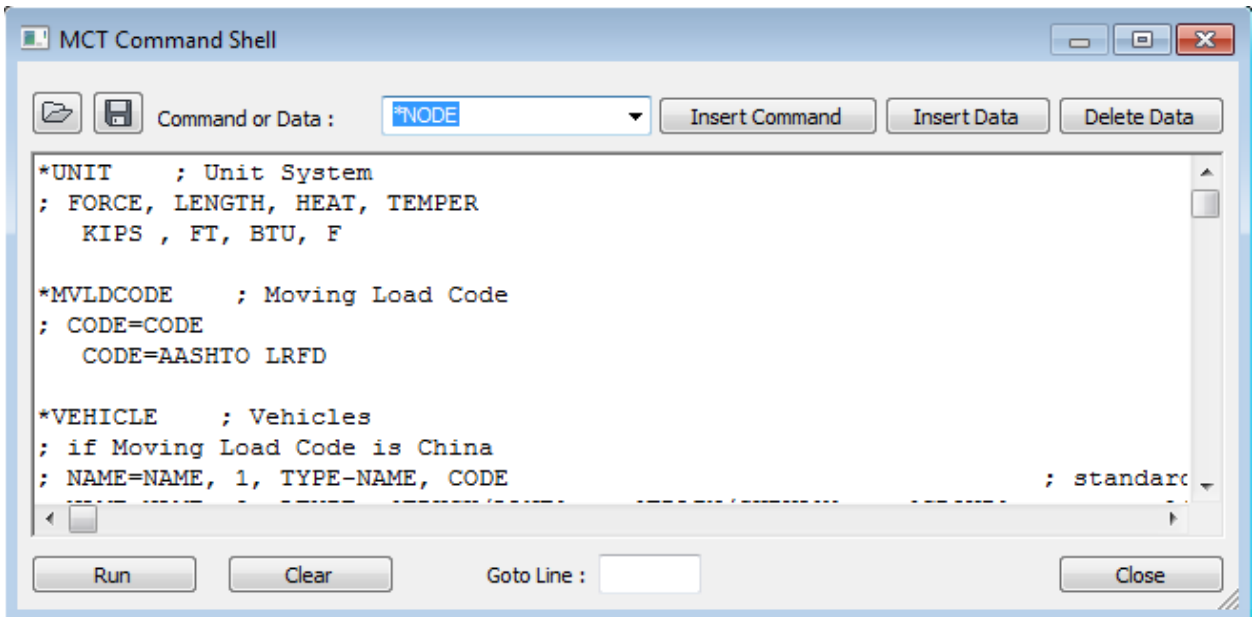 MCT Command Shell
Command or Data : *NODE Insert Command Insert Data Delete Data
*UNIT    ; Unit System
; FORCE, LENGTH, HEAT, TEMPER
   KIPS , FT, BTU, F
*MVLDCODE    ; Moving Load Code
; CODE=CODE
   CODE=AASHTO LRFD
*VEHICLE    ; Vehicles
; if Moving Load Code is China
; NAME=NAME, 1, TYPE-NAME, CODE                                  ; standard
Run Clear Goto Line : Close